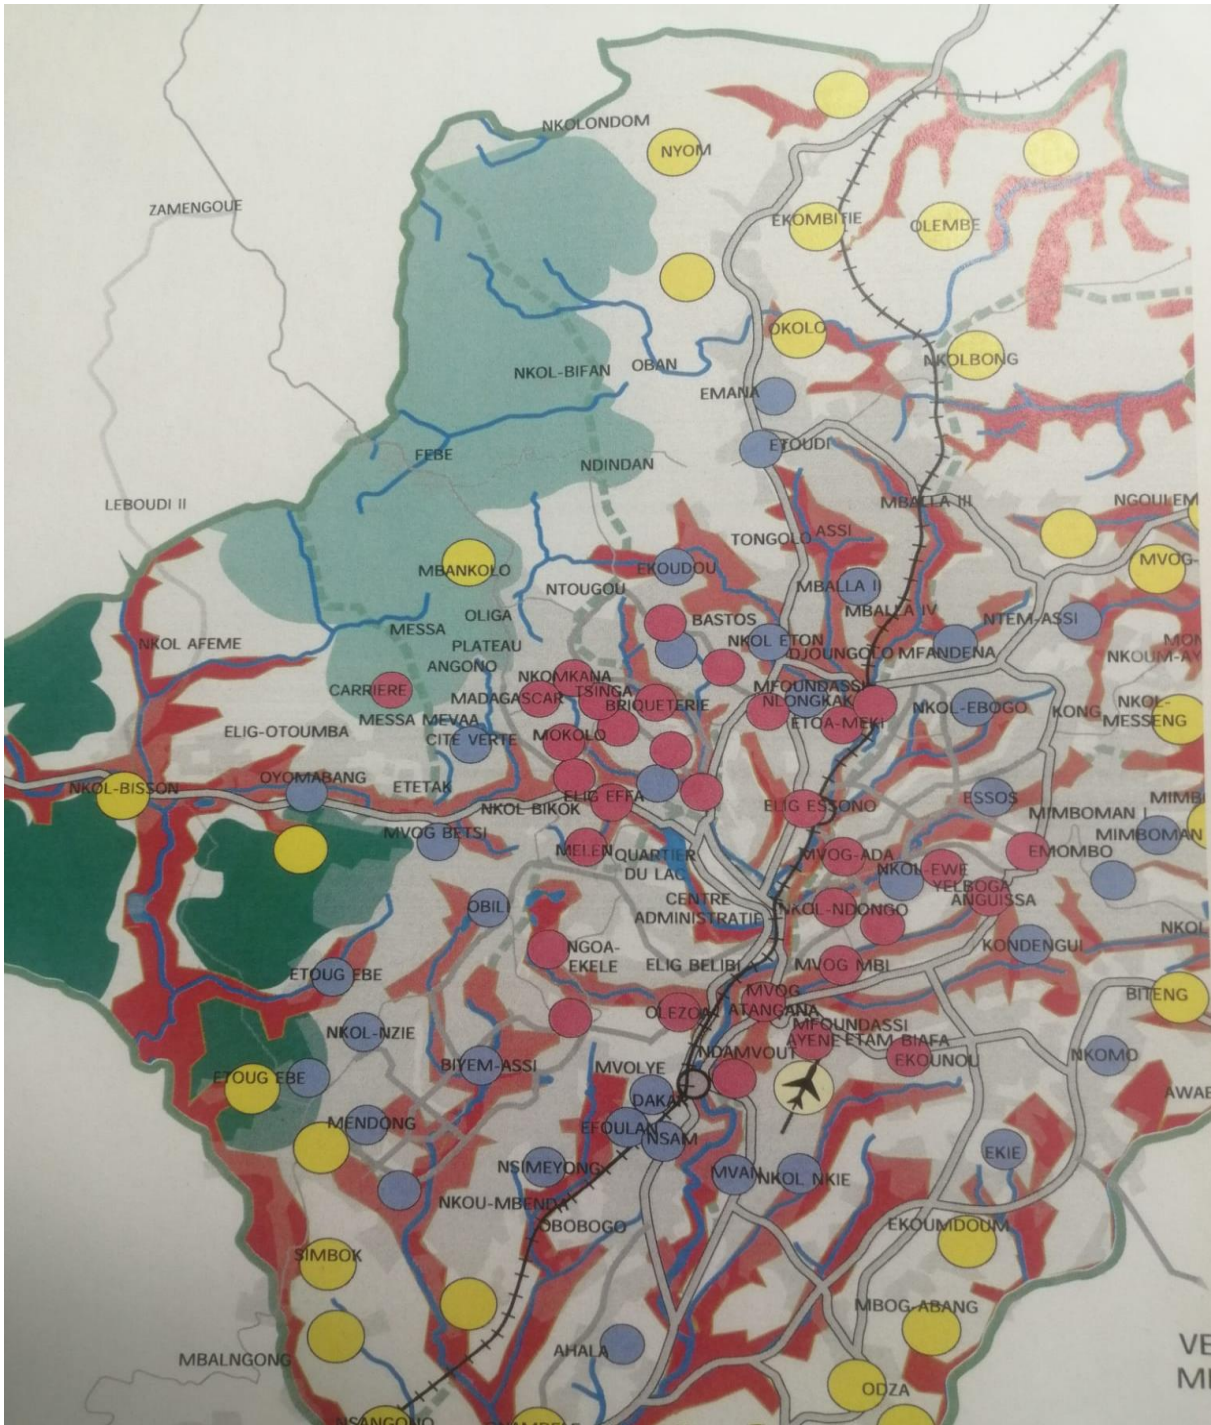 NKOLONDOM
NYOM
ZAMENGOUE
EKOMBITIE
OLEMBE
OKOLO
NKOLBONG
OBAN
NKOL-BIFAN
EMANA
ETOUDI
FEBE
NDINDAN
LEBOUDI II
MBALLA III
TONGOLO
ASSI
MBANKOLO
EKOUDOU
MVOG-
NTOUGOU
MBALLA II
MBALLA IV
OLIGA
BASTOS
NTEM-ASSI
MESSA
NKOL ETON
NKOL AFEME
PLATEAU
ANGONO
DJOUNGOLO
MFANDENA
NKOUM-AY
NKOMKANA
CARRIERE
MADAGASCAR
TSINGA
BRIQUETERIE
MFOUNDASSI
NLONGKAK
NKOL-EBOGO
KONG
NKOL-
MESSENG
MESSA MEVAA
ETOA-MEKI
ELIG-OTOUMBA
CITE VERTE
MOKOLO
OYOMABANG
NKOL-BISSON
ETETAK
NKOL BIKOK
ELIG EFFA
ELIG ESSONO
ESSOS
MIMBOMAN I
MVOG BETSI
MIMBOMAN
MELEN
QUARTIER
DU LAC
MVOG-ADA
EMOMBO
NKOL-EWE
YELBOGA
ANGUISSA
OBILI
CENTRE
ADMINISTRATIF
NKOL-NDONGO
NGOA-
EKELE
KONDENGUI
ETOUG EBE
ELIG BELIBI
MVOG MBI
BITENG
MVOG
ATANGANA
OLEZOA
NKOL-NZIE
MFOUNDASSI
AYENE
ETAM BIAFA
NDAMVOUT
EKOUNOU
NKOMO
BIYEM-ASSI
MVOLYE
ETOUG EBE
DAKAR
MENDONG
EFOULAN
NSAM
EKIE
NSIMEYONG
MVAN
NKOL NKIE
NKOU-MBENDA
OBOBOGO
EKOUMDOUM
SIMBOK
MBOG-ABANG
AHALA
MBALNGONG
ODZA
NSANGONO